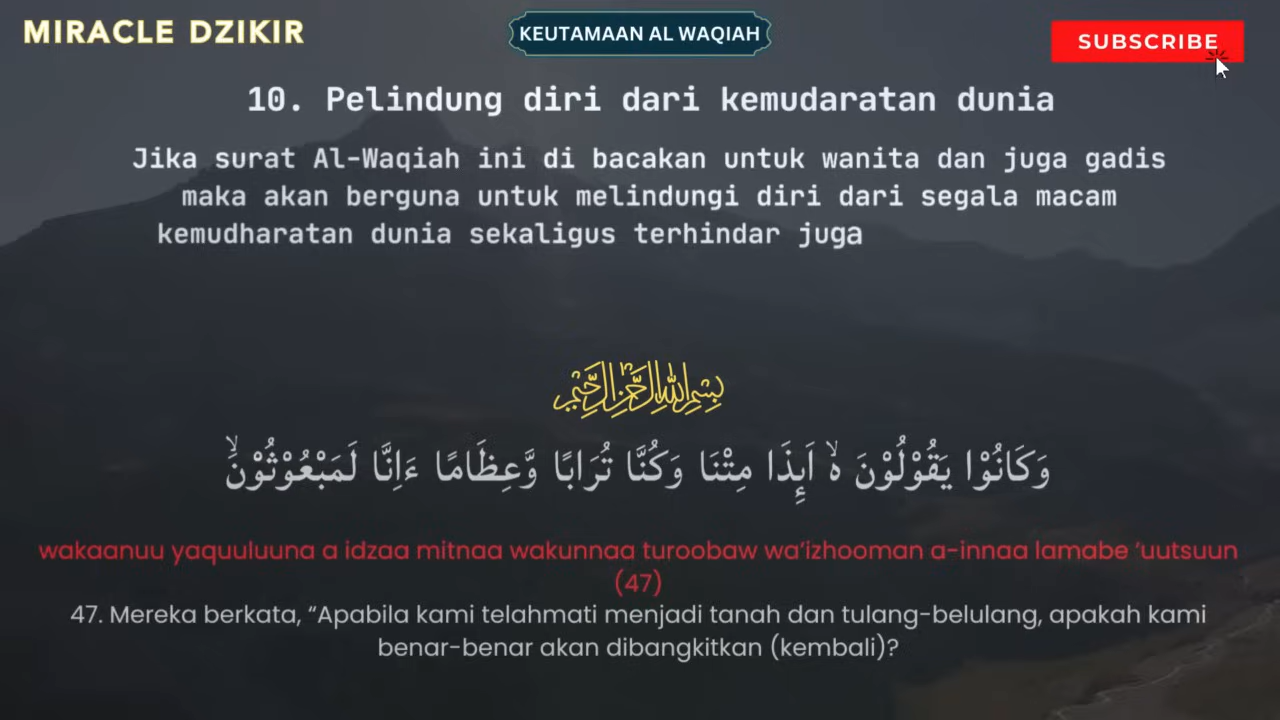 MIRACLE DZIKIR
KEUTAMAAN AL WAQIAH
SUBSCRIBE
10. Pelindung diri dari kemudaratan dunia
Jika surat Al-Waqiah ini di bacakan untuk wanita dan juga gadis
maka akan berguna untuk melindungi diri dari segala macam
kemudharatan dunia sekaligus terhindar juga
بِسْمِ اللهِ الرَّحْمٰنِ الرَّحِيْمِ
وَكَانُوْا يَقُوْلُوْنَ ەۙ اَىِٕذَا مِتْنَا وَكُنَّا تُرَابًا وَّعِظَامًا ءَاِنَّا لَمَبْعُوْثُوْنَۙ
wakaanuu yaquuluuna a idzaa mitnaa wakunnaa turoobaw wa’izhooman a-innaa lamabe ‘uutsuun
(47)
47. Mereka berkata, “Apabila kami telahmati menjadi tanah dan tulang-belulang, apakah kami
benar-benar akan dibangkitkan (kembali)?